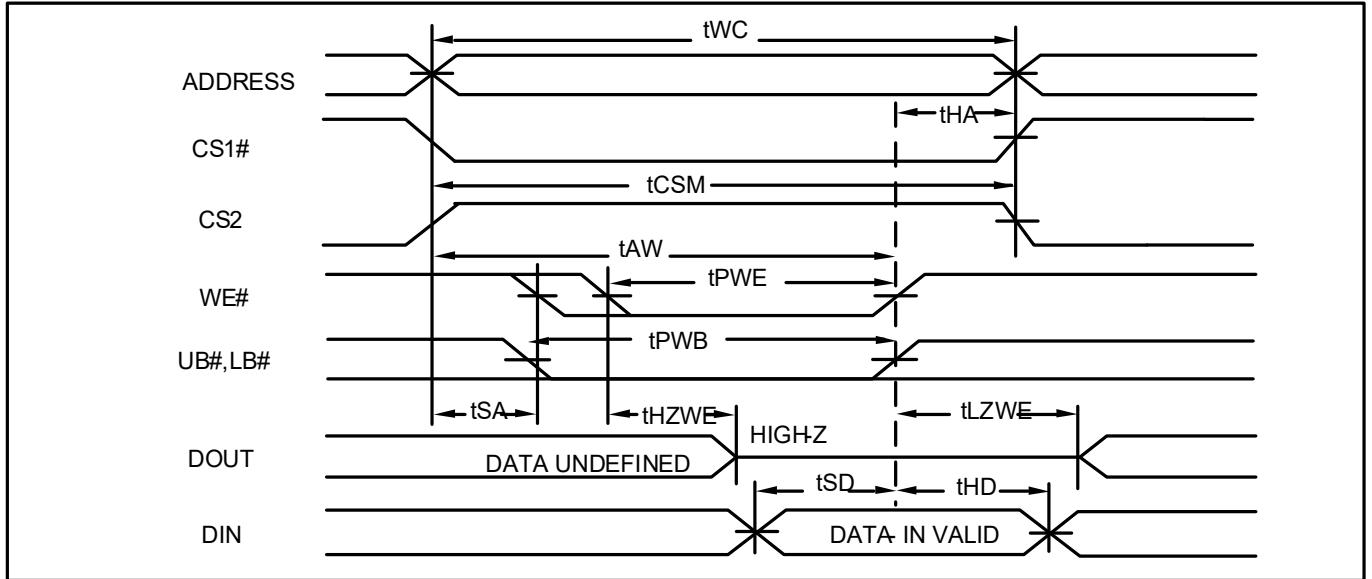 tWC
ADDRESS
tHA
CS1#
tCSM
CS2
tAW
tPWE
WE#
tPWB
UB#,LB#
tSA
tHZWE
tLZWE
HIGH-Z
DOUT
DATA UNDEFINED
tSD
tHD
DIN
DATA- IN VALID